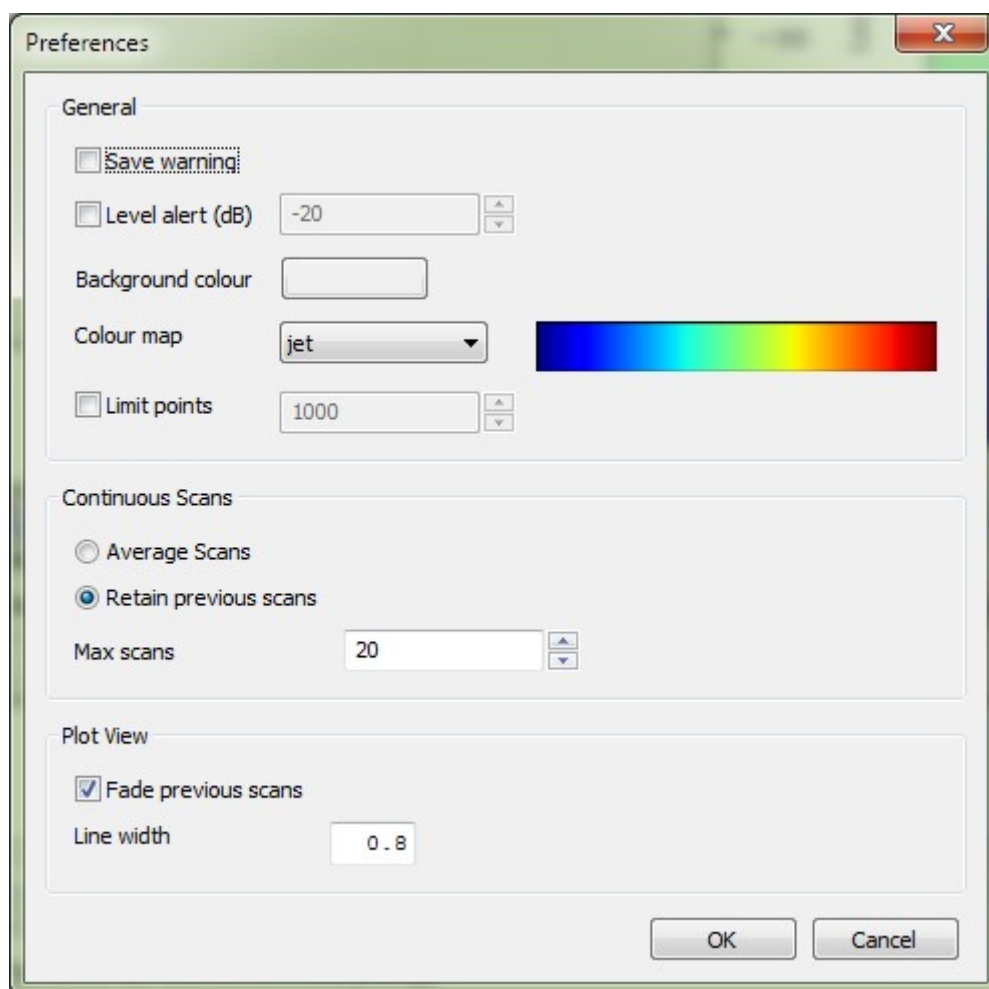 Preferences
General
Save warning
Level alert (dB) -20
Background colour
Colour map jet
Limit points 1000
Continuous Scans
Average Scans
Retain previous scans
Max scans 20
Plot View
Fade previous scans
Line width 0.8
OK Cancel